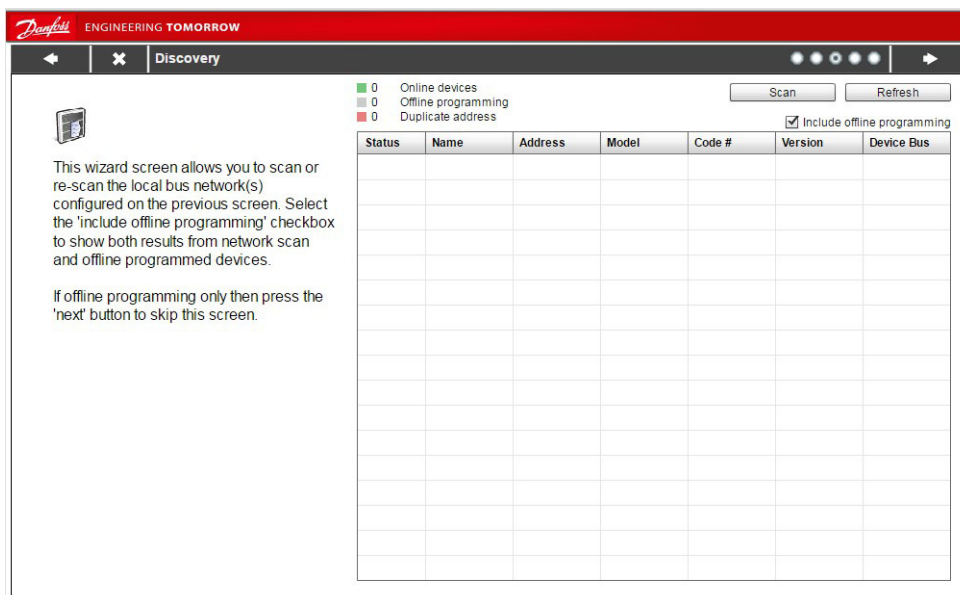 Danfoss ENGINEERING TOMORROW
Discovery
0 Online devices
0 Offline programming
0 Duplicate address
Scan Refresh
Include offline programming
This wizard screen allows you to scan or
re-scan the local bus network(s)
configured on the previous screen. Select
the 'include offline programming' checkbox
to show both results from network scan
and offline programmed devices.
If offline programming only then press the
'next' button to skip this screen.
Status Name Address Model Code # Version Device Bus